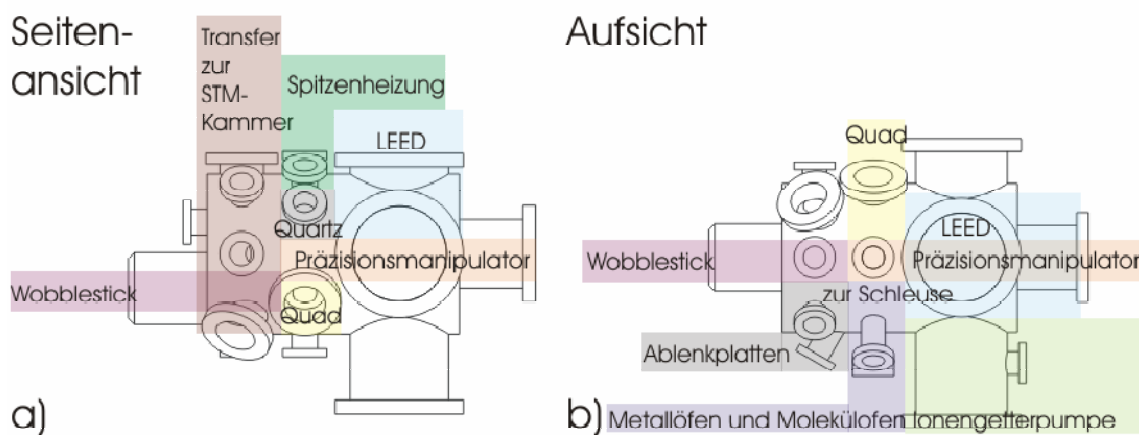 Seiten-
ansicht
Transfer
zur
STM-
Kammer
Spitzenheizung
LEED
Quartz
Präzisionsmanipulator
Wobblestick
Quad
a)
Aufsicht
Quad
LEED
Wobblestick
Präzisionsmanipulator
zur Schleuse
Ablenkplatten
b)
Metallöfen und Molekülofen Ionengetterpumpe